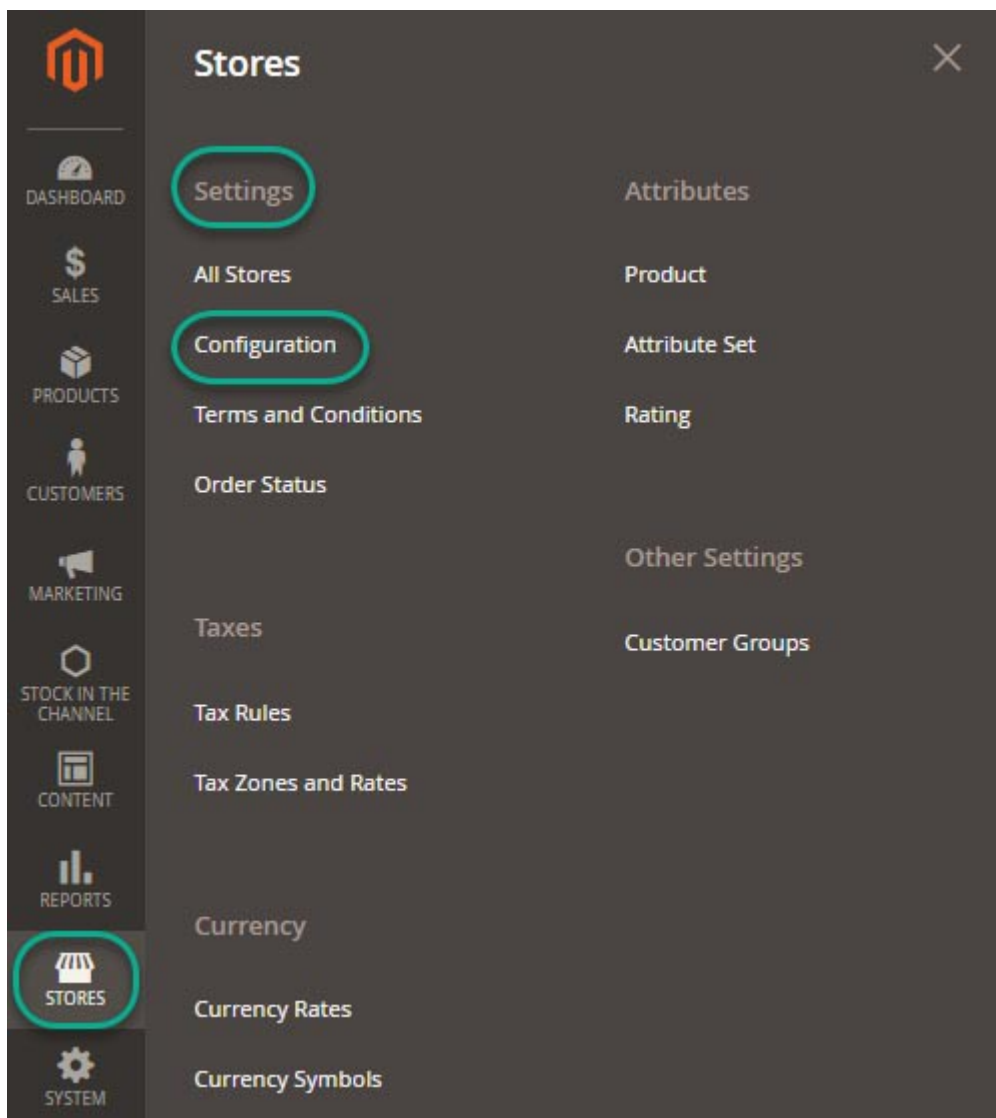 DASHBOARD
SALES
PRODUCTS
CUSTOMERS
MARKETING
STOCK IN THE
CHANNEL
CONTENT
REPORTS
STORES
SYSTEM
Stores
Settings
All Stores
Configuration
Terms and Conditions
Order Status
Taxes
Tax Rules
Tax Zones and Rates
Currency
Currency Rates
Currency Symbols
Attributes
Product
Attribute Set
Rating
Other Settings
Customer Groups